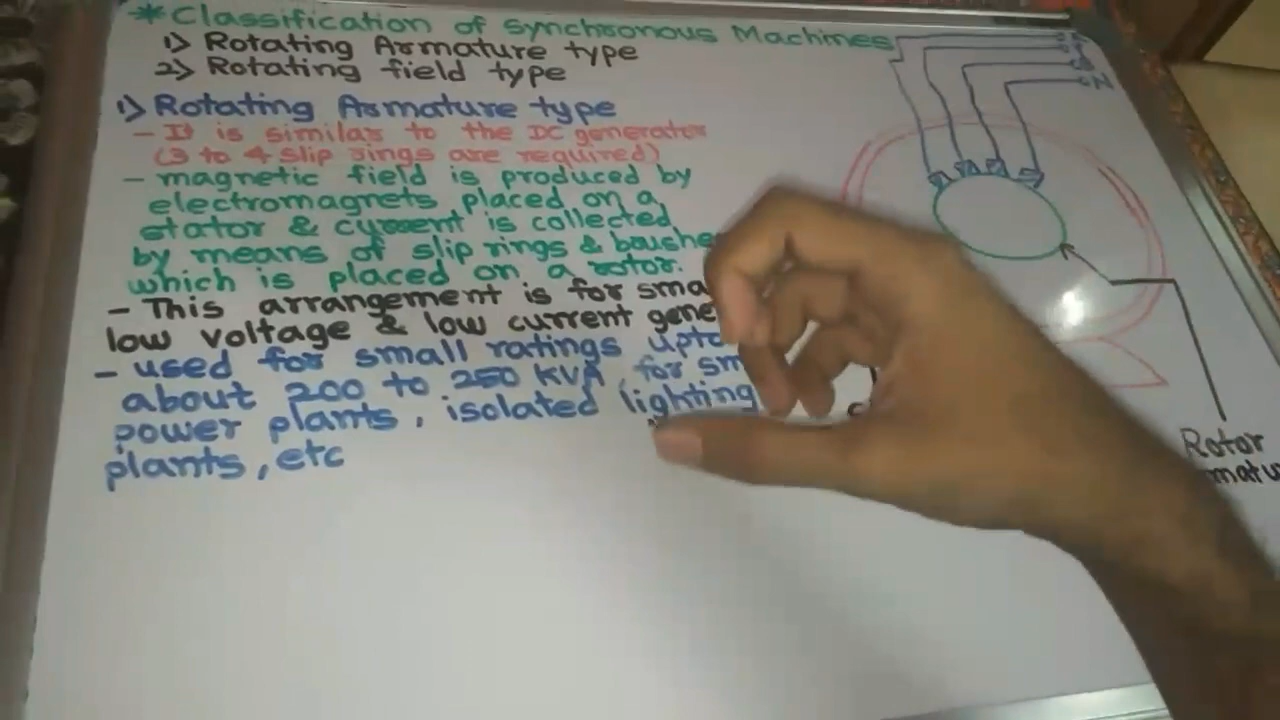 * Classification of Synchronous Machines
1) Rotating Armature type
2) Rotating field type
1) Rotating Armature type
- It is similar to the DC generator
(3 to 4 slip rings are required)
- magnetic field is produced by
electromagnets placed on a
stator & current is collected
by means of slip rings & bushe
which is placed on a rotor.
- This arrangement is for sma
low voltage & low current gene
- used for small ratings upto
about 200 to 250 KVA, for sm
power plants, isolated lighting
plants, etc
N
Rotor
matu